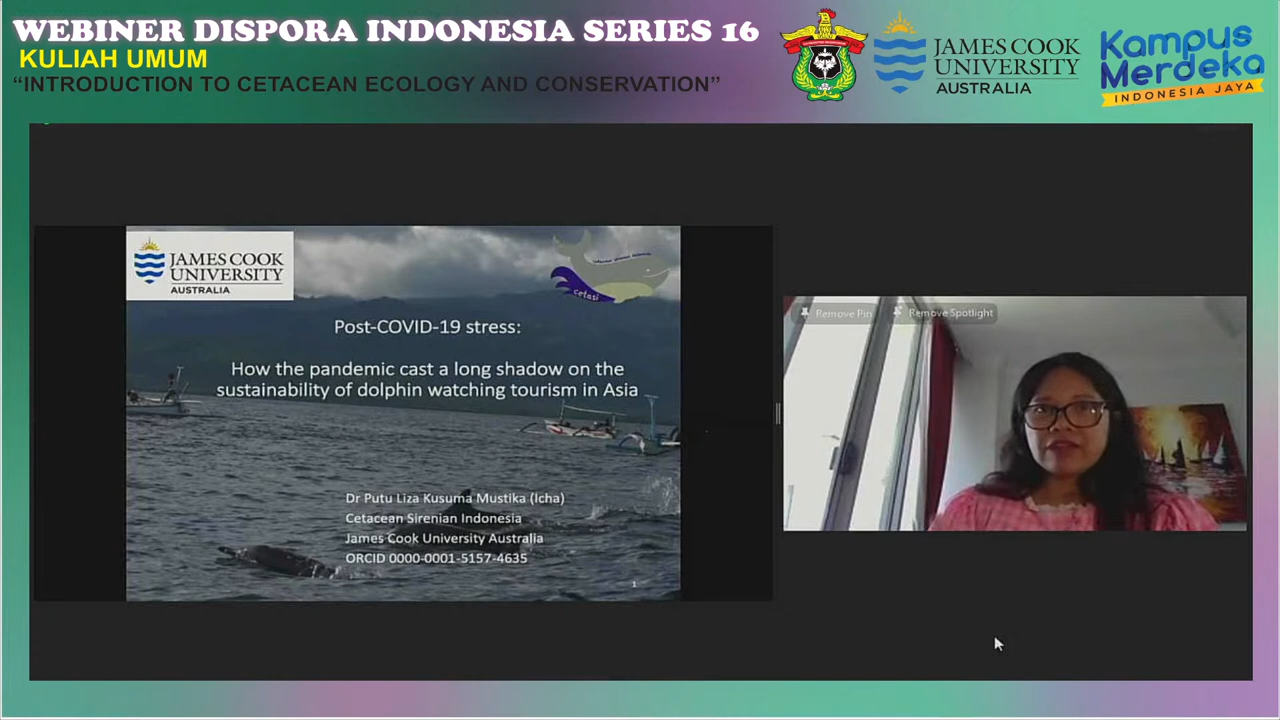 WEBINER DISPORA INDONESIA SERIES 16
KULIAH UMUM
“INTRODUCTION TO CETACEAN ECOLOGY AND CONSERVATION”
JAMES COOK
UNIVERSITY
AUSTRALIA
Kampus
Merdeka
INDONESIA JAYA
JAMES COOK
UNIVERSITY
AUSTRALIA
cetasi
Post-COVID-19 stress:
How the pandemic cast a long shadow on the
sustainability of dolphin watching tourism in Asia
Dr Putu Liza Kusuma Mustika (Icha)
Cetacean Sirenian Indonesia
James Cook University Australia
ORCID 0000-0001-5157-4635
1
Remove Pin
Remove Spotlight